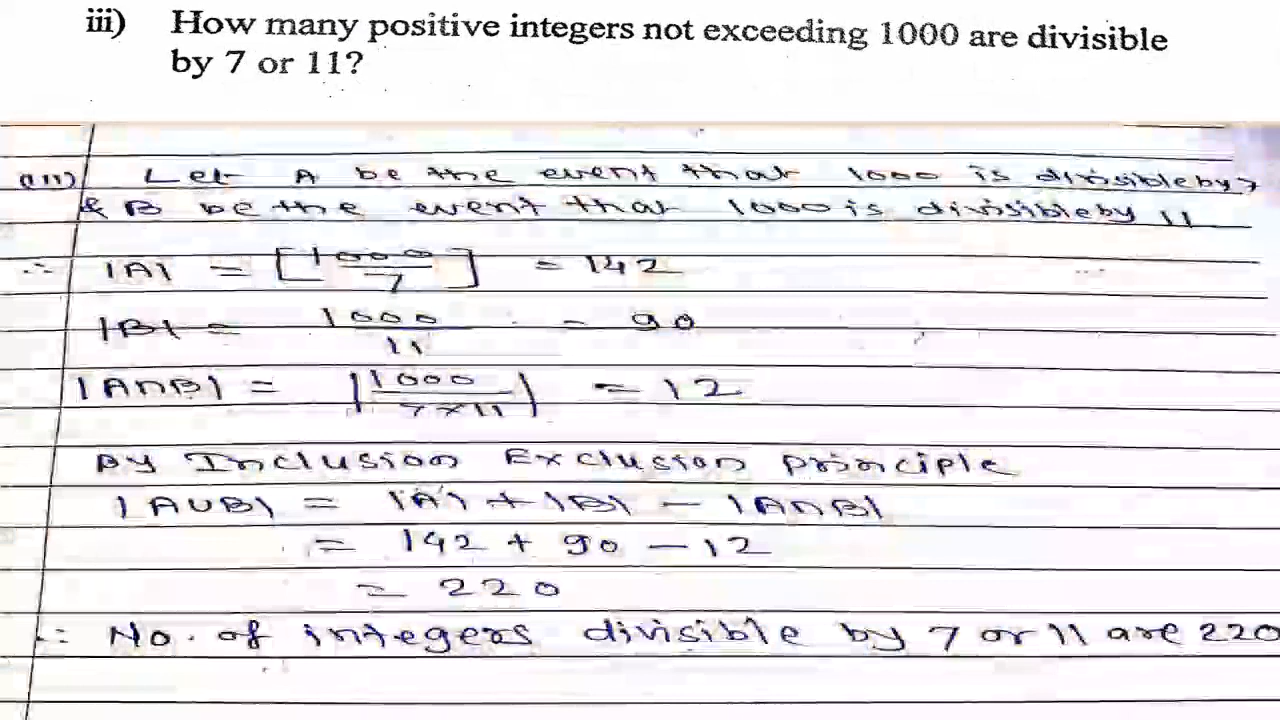 iii) How many positive integers not exceeding 1000 are divisible
by 7 or 11?
(iii) Let A be the event that 1000 is divisible by 7
& B be the event that 1000 is divisible by 11
∴ |A| = [1000/7] = 142
|B| = 1000/11 = 90
|A∩B| = |1000/7×11| = 12
By Inclusion Exclusion principle
|A∪B| = |A| + |B| - |A∩B|
= 142 + 90 - 12
= 220
∴ No. of integers divisible by 7 or 11 are 220